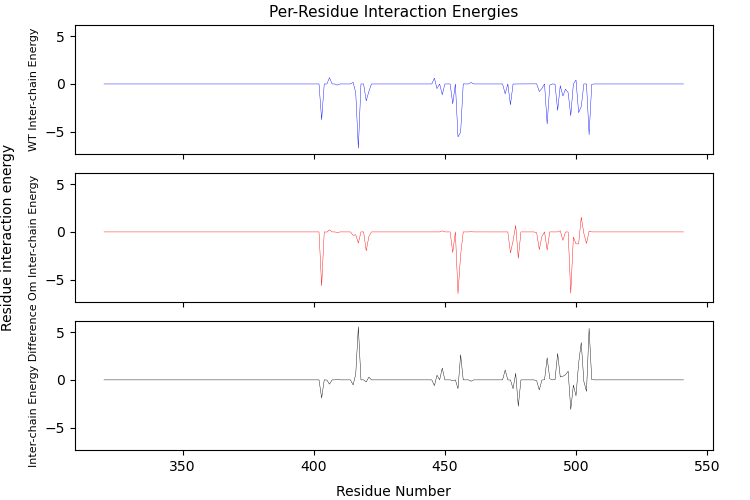 Per-Residue Interaction Energies
Residue interaction energy
WT Inter-chain Energy
5
0
−5
Om Inter-chain Energy
5
0
−5
Inter-chain Energy Difference
5
0
−5
350
400
450
500
550
Residue Number